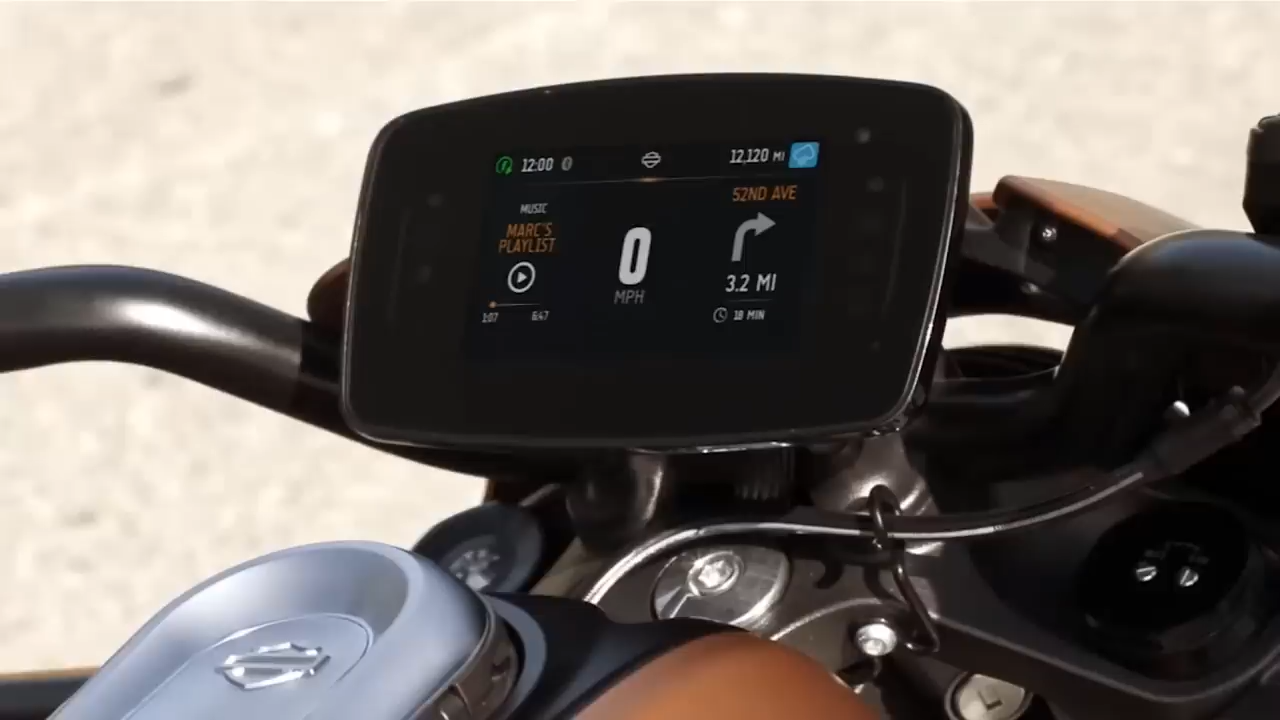 12:00
12,120 MI
MUSIC
MARC'S
PLAYLIST
1:07 6:47
0
MPH
52ND AVE
3.2 MI
18 MIN
L